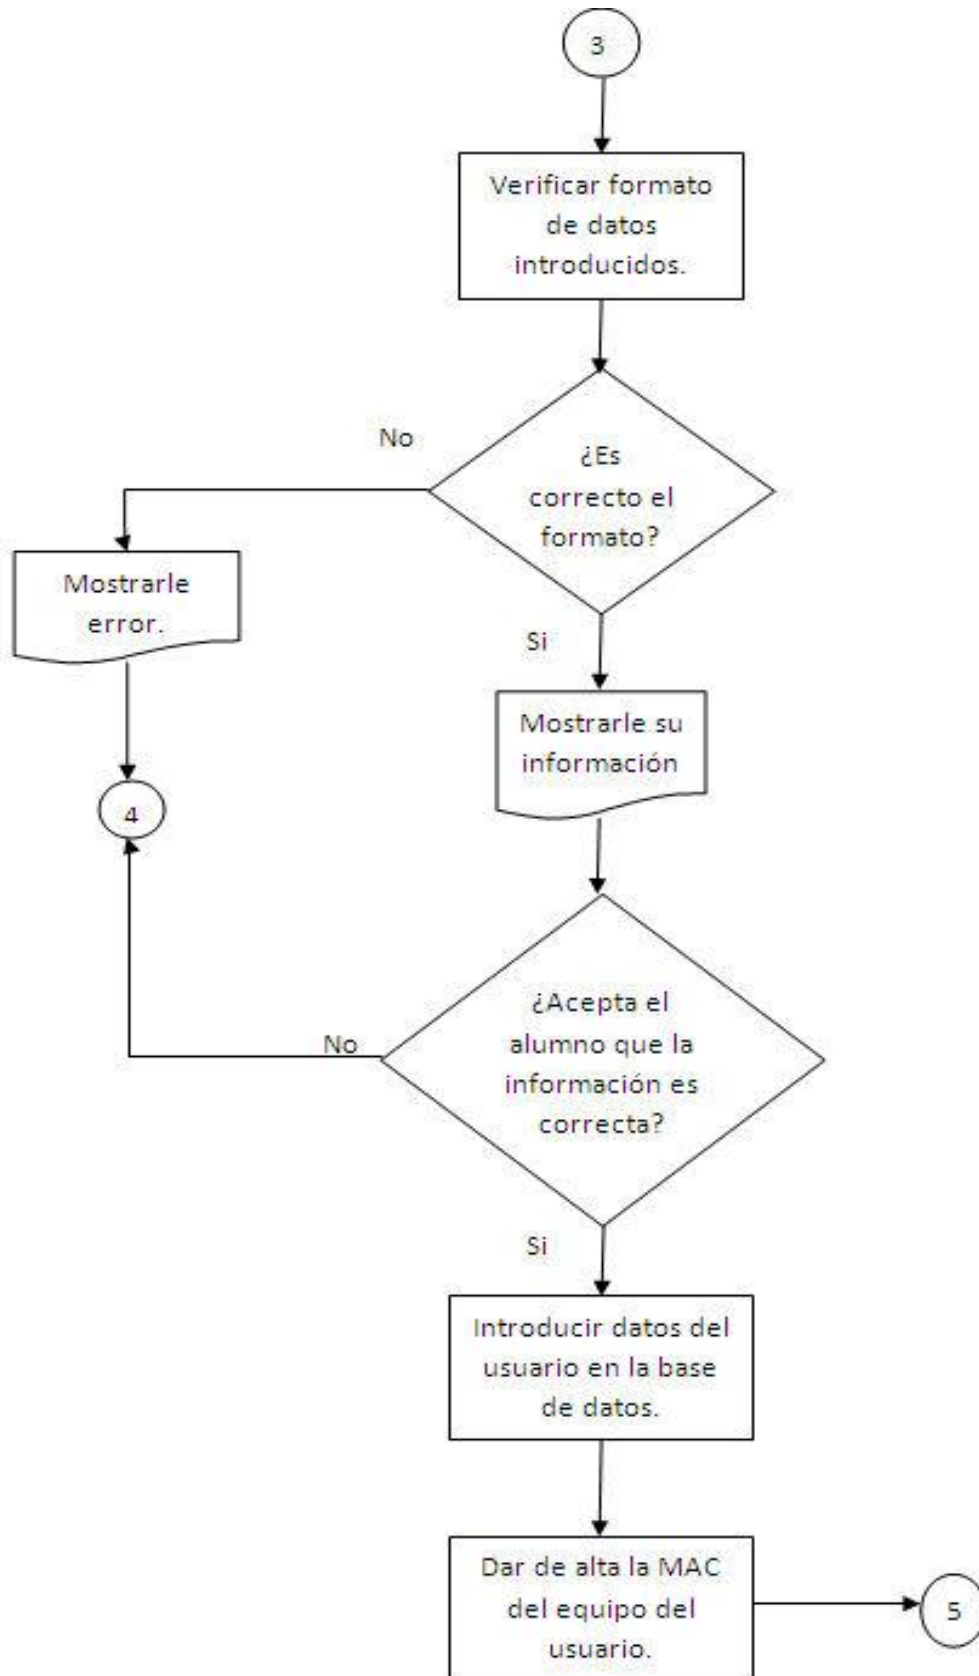 3
Verificar formato
de datos
introducidos.
No
¿Es
correcto el
formato?
Mostrarle
error.
Si
Mostrarle su
información
4
¿Acepta el
alumno que la
información es
correcta?
No
Si
Introducir datos del
usuario en la base
de datos.
Dar de alta la MAC
del equipo del
usuario.
5